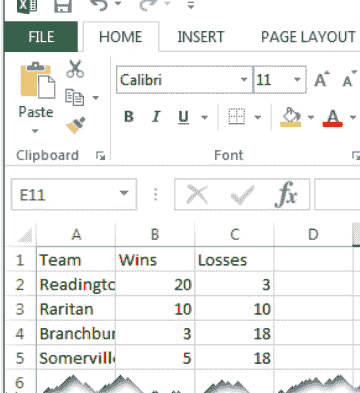 FILE HOME INSERT PAGE LAYOUT
Calibri 11 A A
Paste B I U A
Clipboard Font
E11 fx
A B C D
1 Team Wins Losses
2 Readingto 20 3
3 Raritan 10 10
4 Branchbur 3 18
5 Somervill 5 18
6